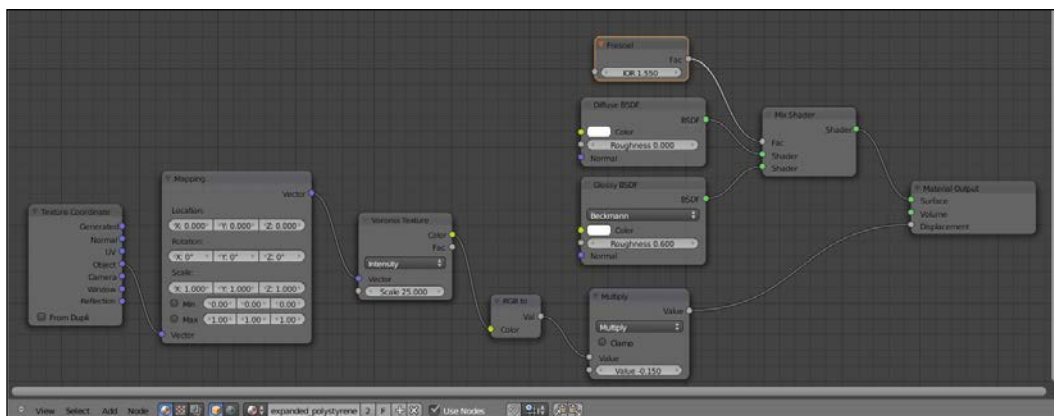 Fresnel
Fac
IOR 1.550
Diffuse BSDF
BSDF
Color
Roughness 0.000
Normal
Mix Shader
Shader
Fac
Shader
Shader
Glossy BSDF
BSDF
Beckmann
Color
Roughness 0.600
Normal
Material Output
Surface
Volume
Displacement
Mapping
Vector
Location:
X: 0.000 Y: 0.000 Z: 0.000
Rotation:
X: 0° Y: 0° Z: 0°
Scale:
X: 1.000 Y: 1.000 Z: 1.000
Min 0.00 0.00 0.00
Max 1.00 1.00 1.00
Vector
Texture Coordinate
Generated
Normal
UV
Object
Camera
Window
Reflection
From Dupli
Voronoi Texture
Color
Fac
Intensity
Vector
Scale 25.000
RGB to
Val
Color
Multiply
Value
Multiply
Clamp
Value
Value -0.150
View Select Add Node expanded polystyrene 2 F Use Nodes